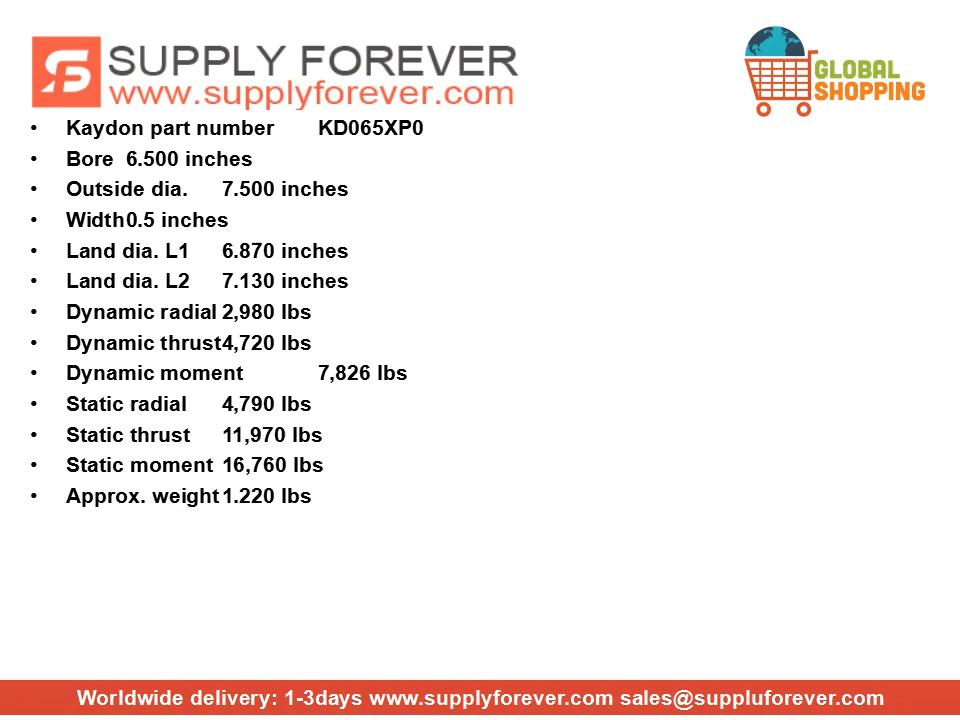 SUPPLY FOREVER
www.supplyforever.com
GLOBAL
SHOPPING
• Kaydon part number KD065XP0
• Bore 6.500 inches
• Outside dia. 7.500 inches
• Width0.5 inches
• Land dia. L1 6.870 inches
• Land dia. L2 7.130 inches
• Dynamic radial 2,980 lbs
• Dynamic thrust4,720 lbs
• Dynamic moment 7,826 lbs
• Static radial 4,790 lbs
• Static thrust 11,970 lbs
• Static moment 16,760 lbs
• Approx. weight 1.220 lbs
Worldwide delivery: 1-3days www.supplyforever.com sales@suppluforever.com